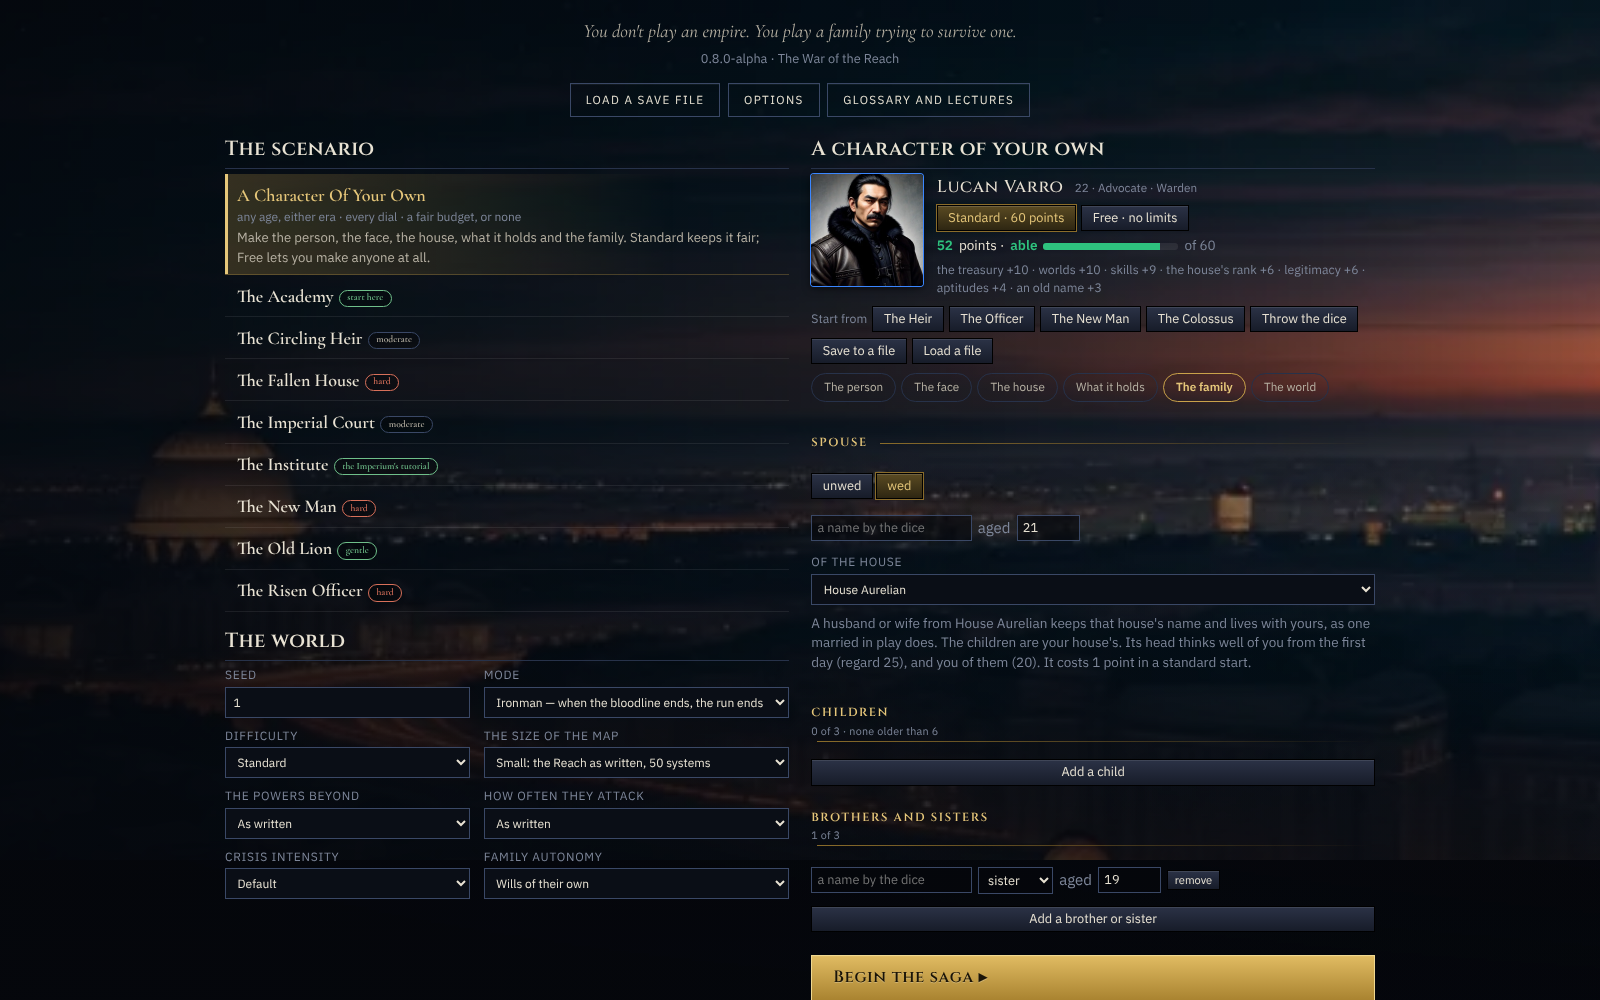 You don't play an empire. You play a family trying to survive one.
0.8.0-alpha · The War of the Reach
LOAD A SAVE FILE
OPTIONS
GLOSSARY AND LECTURES
The scenario
A Character Of Your Own
any age, either era · every dial · a fair budget, or none
Make the person, the face, the house, what it holds and the family. Standard keeps it fair;
Free lets you make anyone at all.
The Academy start here
The Circling Heir moderate
The Fallen House hard
The Imperial Court moderate
The Institute the Imperium's tutorial
The New Man hard
The Old Lion gentle
The Risen Officer hard
The world
SEED
1
MODE
Ironman — when the bloodline ends, the run ends
DIFFICULTY
Standard
THE SIZE OF THE MAP
Small: the Reach as written, 50 systems
THE POWERS BEYOND
As written
HOW OFTEN THEY ATTACK
As written
CRISIS INTENSITY
Default
FAMILY AUTONOMY
Wills of their own
A character of your own
Lucan Varro 22 · Advocate · Warden
Standard · 60 points
Free · no limits
52 points · able of 60
the treasury +10 · worlds +10 · skills +9 · the house's rank +6 · legitimacy +6 ·
aptitudes +4 · an old name +3
Start from The Heir The Officer The New Man The Colossus Throw the dice
Save to a file Load a file
The person The face The house What it holds The family The world
SPOUSE
unwed wed
a name by the dice aged 21
OF THE HOUSE
House Aurelian
A husband or wife from House Aurelian keeps that house's name and lives with yours, as one
married in play does. The children are your house's. Its head thinks well of you from the first
day (regard 25), and you of them (20). It costs 1 point in a standard start.
CHILDREN
0 of 3 · none older than 6
Add a child
BROTHERS AND SISTERS
1 of 3
a name by the dice sister aged 19 remove
Add a brother or sister
Begin the saga ▸